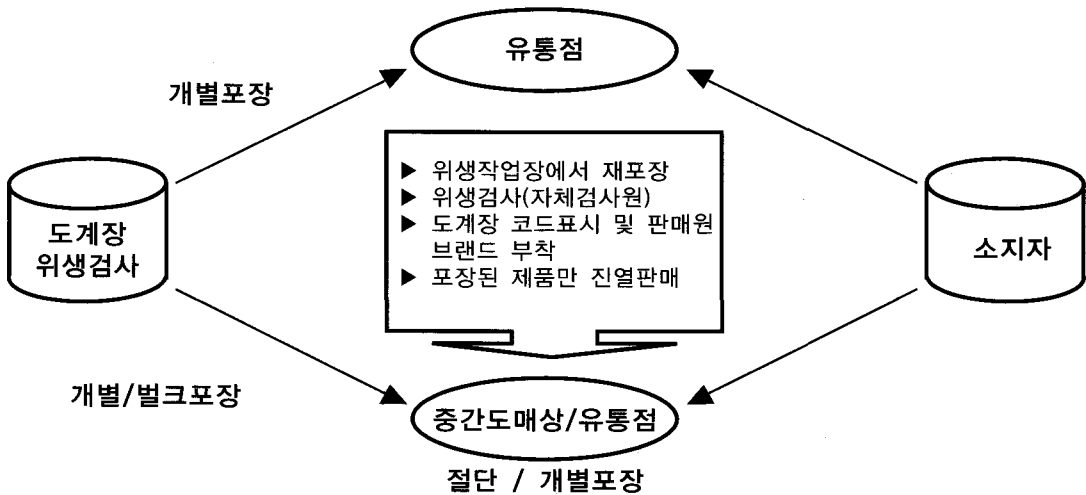 유통점
개별포장
▶ 위생작업장에서 재포장
▶ 위생검사(자체검사원)
▶ 도계장 코드표시 및 판매원
브랜드 부착
▶ 포장된 제품만 진열판매
도계장
위생검사
소지자
개별/벌크포장
중간도매상/유통점
절단 / 개별포장